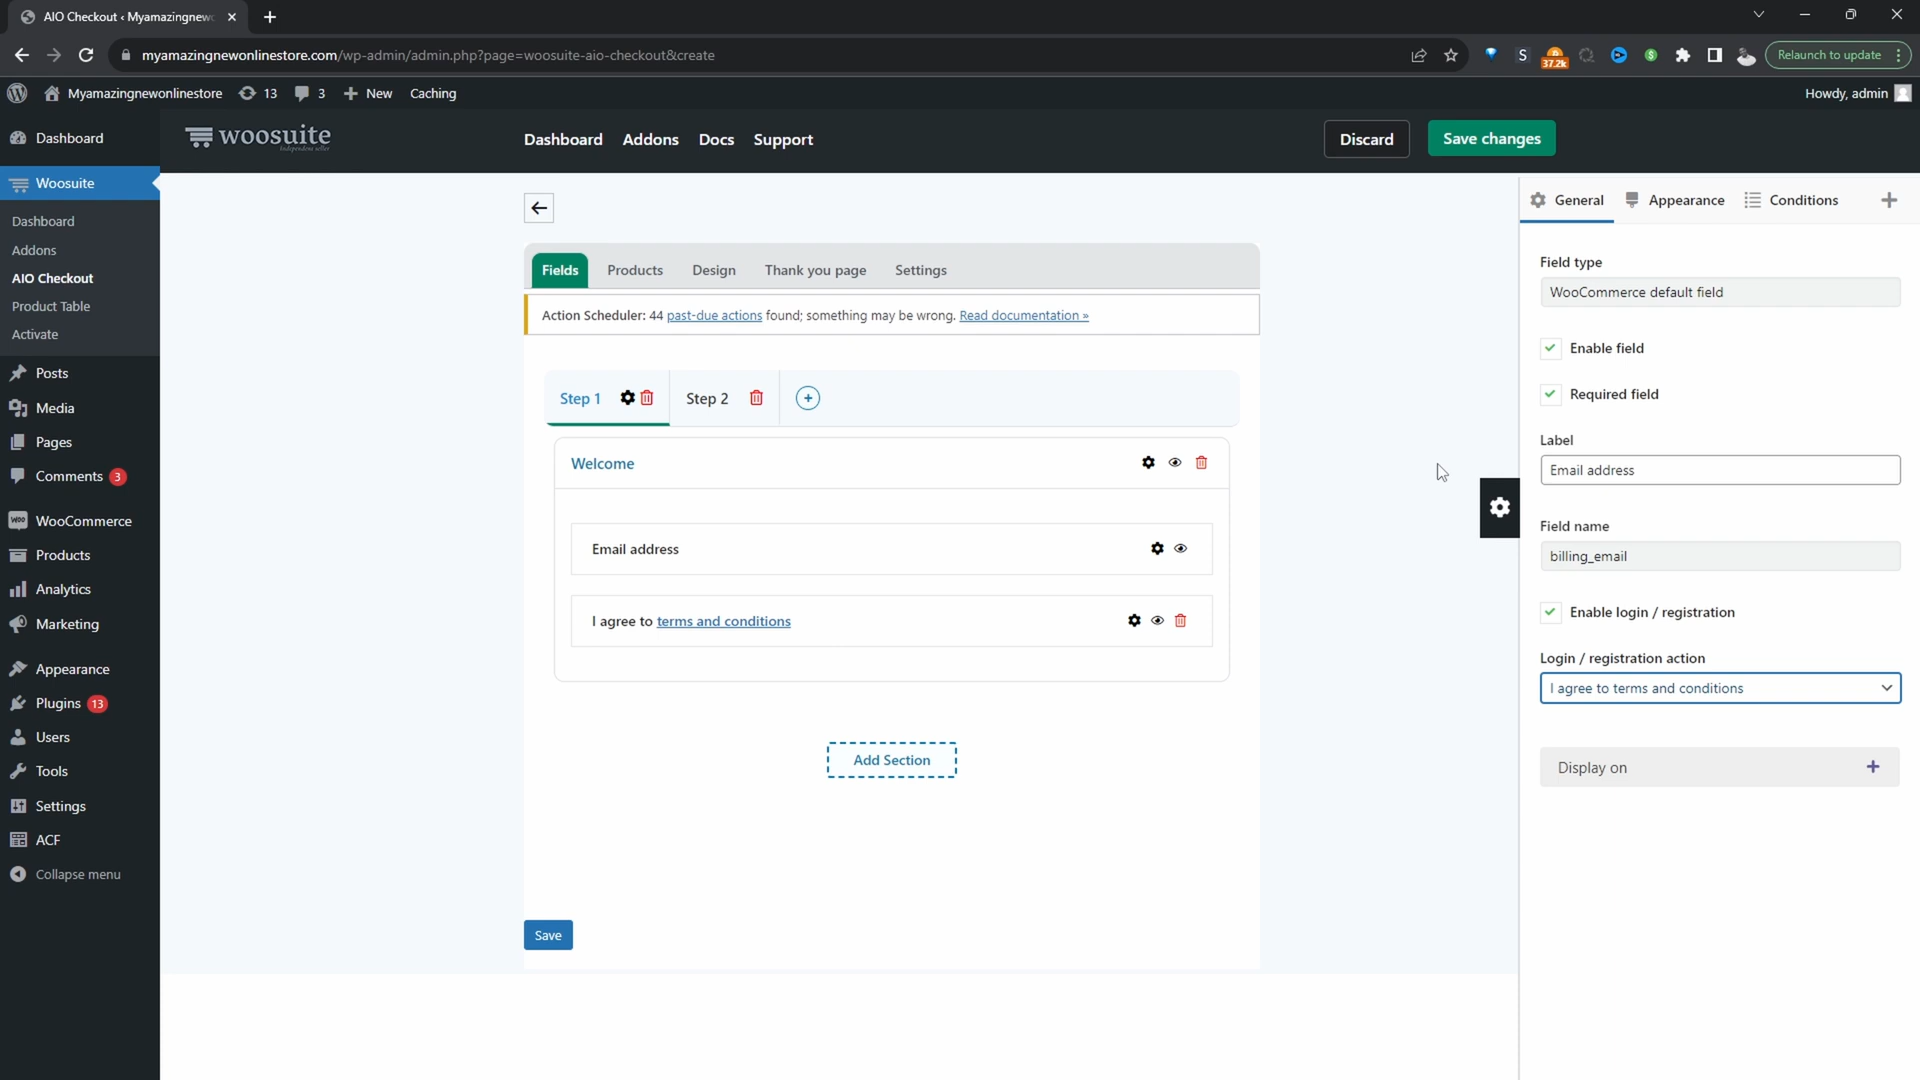 AIO Checkout ‹ Myamazingnew
myamazingnewonlinestore.com/wp-admin/admin.php?page=woosuite-aio-checkout&create
S
37.2k
Relaunch to update
Myamazingnewonlinestore 13 3 New Caching
Howdy, admin
Dashboard
Woosuite
Dashboard
Addons
AIO Checkout
Product Table
Activate
Posts
Media
Pages
Comments 3
WooCommerce
Products
Analytics
Marketing
Appearance
Plugins 13
Users
Tools
Settings
ACF
Collapse menu
woosuite
Independent seller
Dashboard Addons Docs Support
Discard Save changes
Fields Products Design Thank you page Settings
Action Scheduler: 44 past-due actions found; something may be wrong. Read documentation »
Step 1 Step 2
Welcome
Email address
I agree to terms and conditions
Add Section
Save
General Appearance Conditions
Field type
WooCommerce default field
Enable field
Required field
Label
Email address
Field name
billing_email
Enable login / registration
Login / registration action
I agree to terms and conditions
Display on